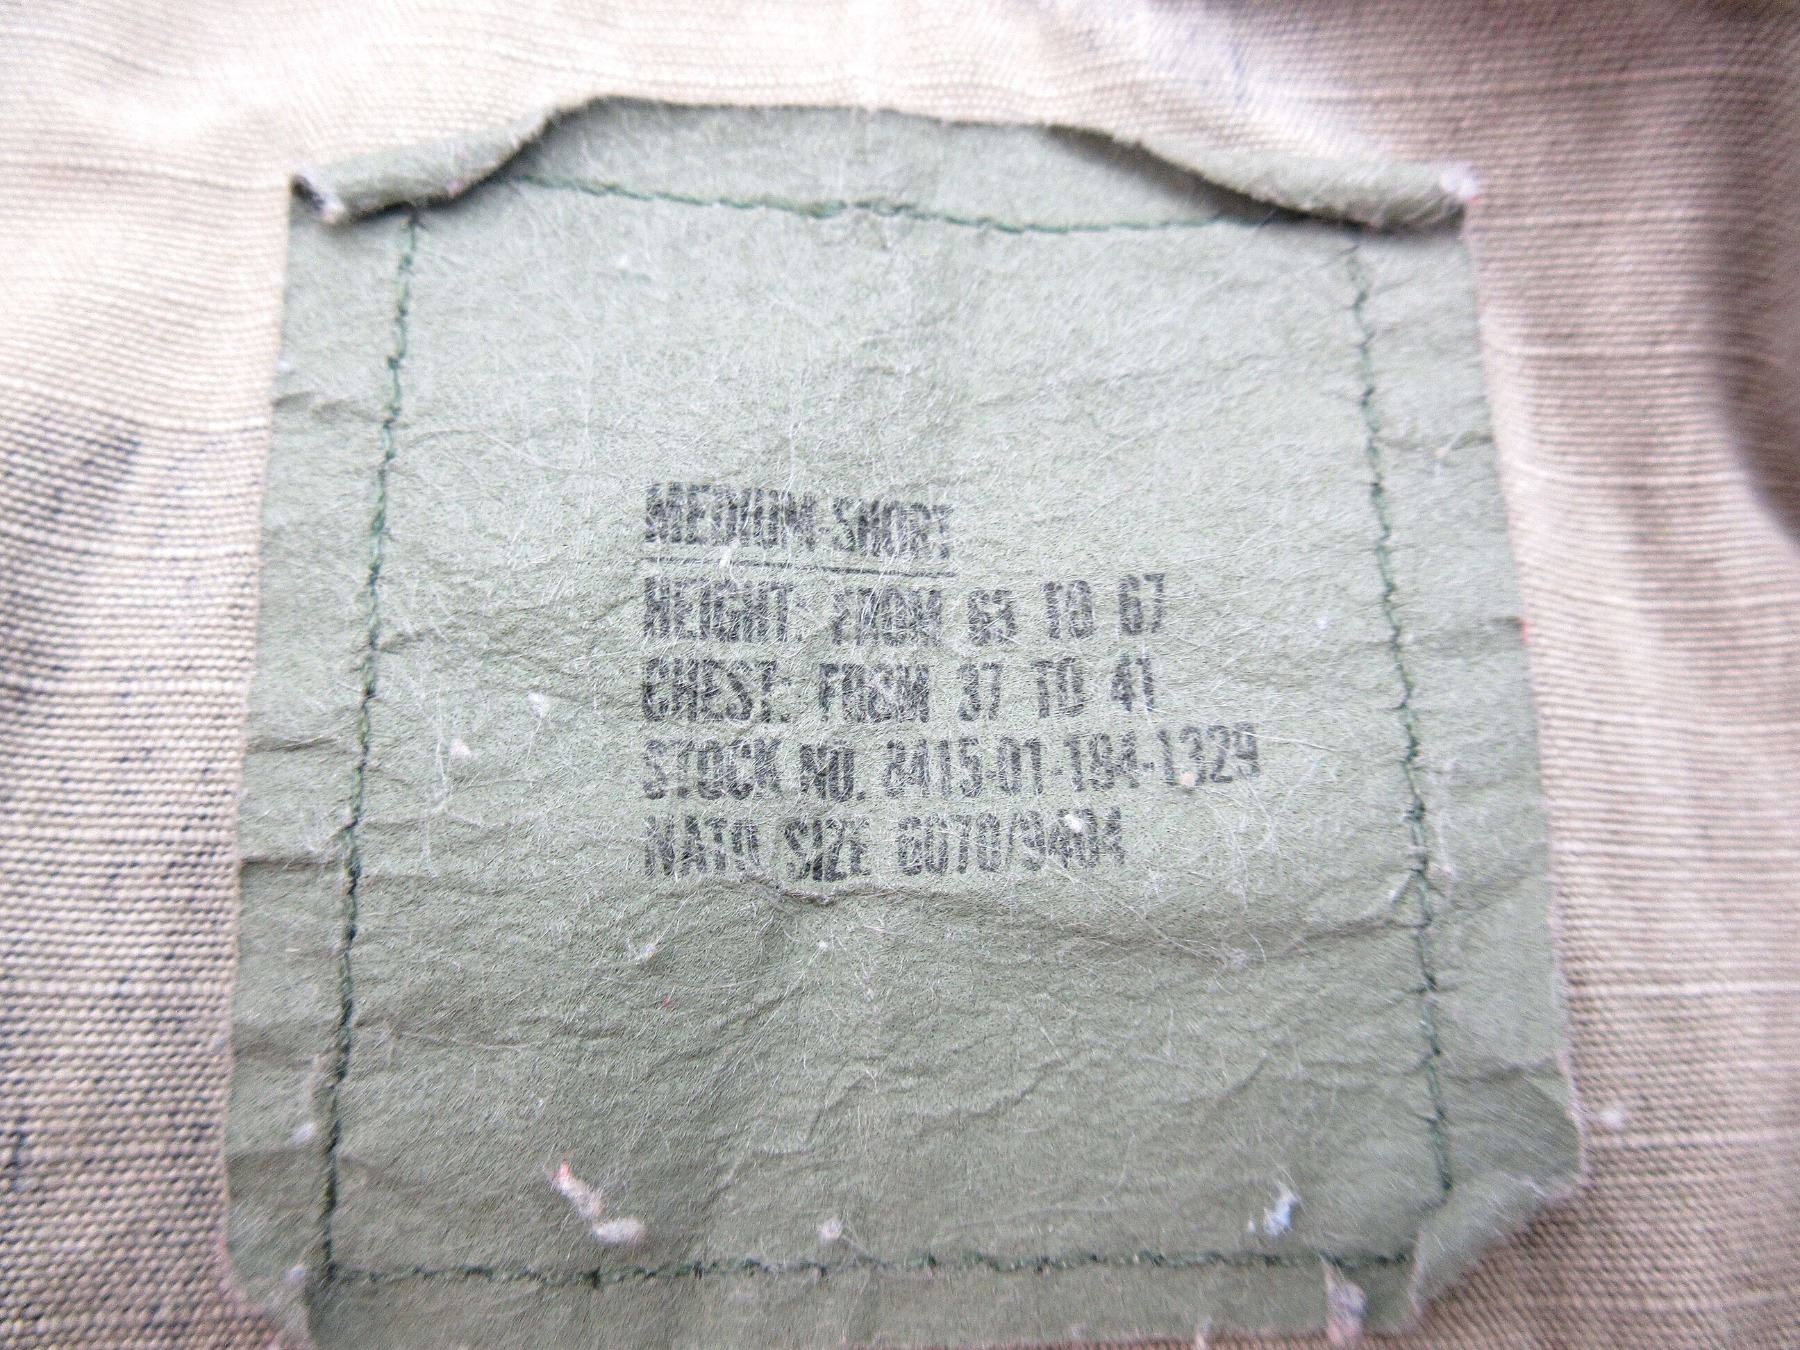 MEDIUM-SHORT
HEIGHT: FROM 63 TO 67
CHEST: FROM 37 TO 41
STOCK NO. 8415-01-184-1329
NATO SIZE 6070/9404